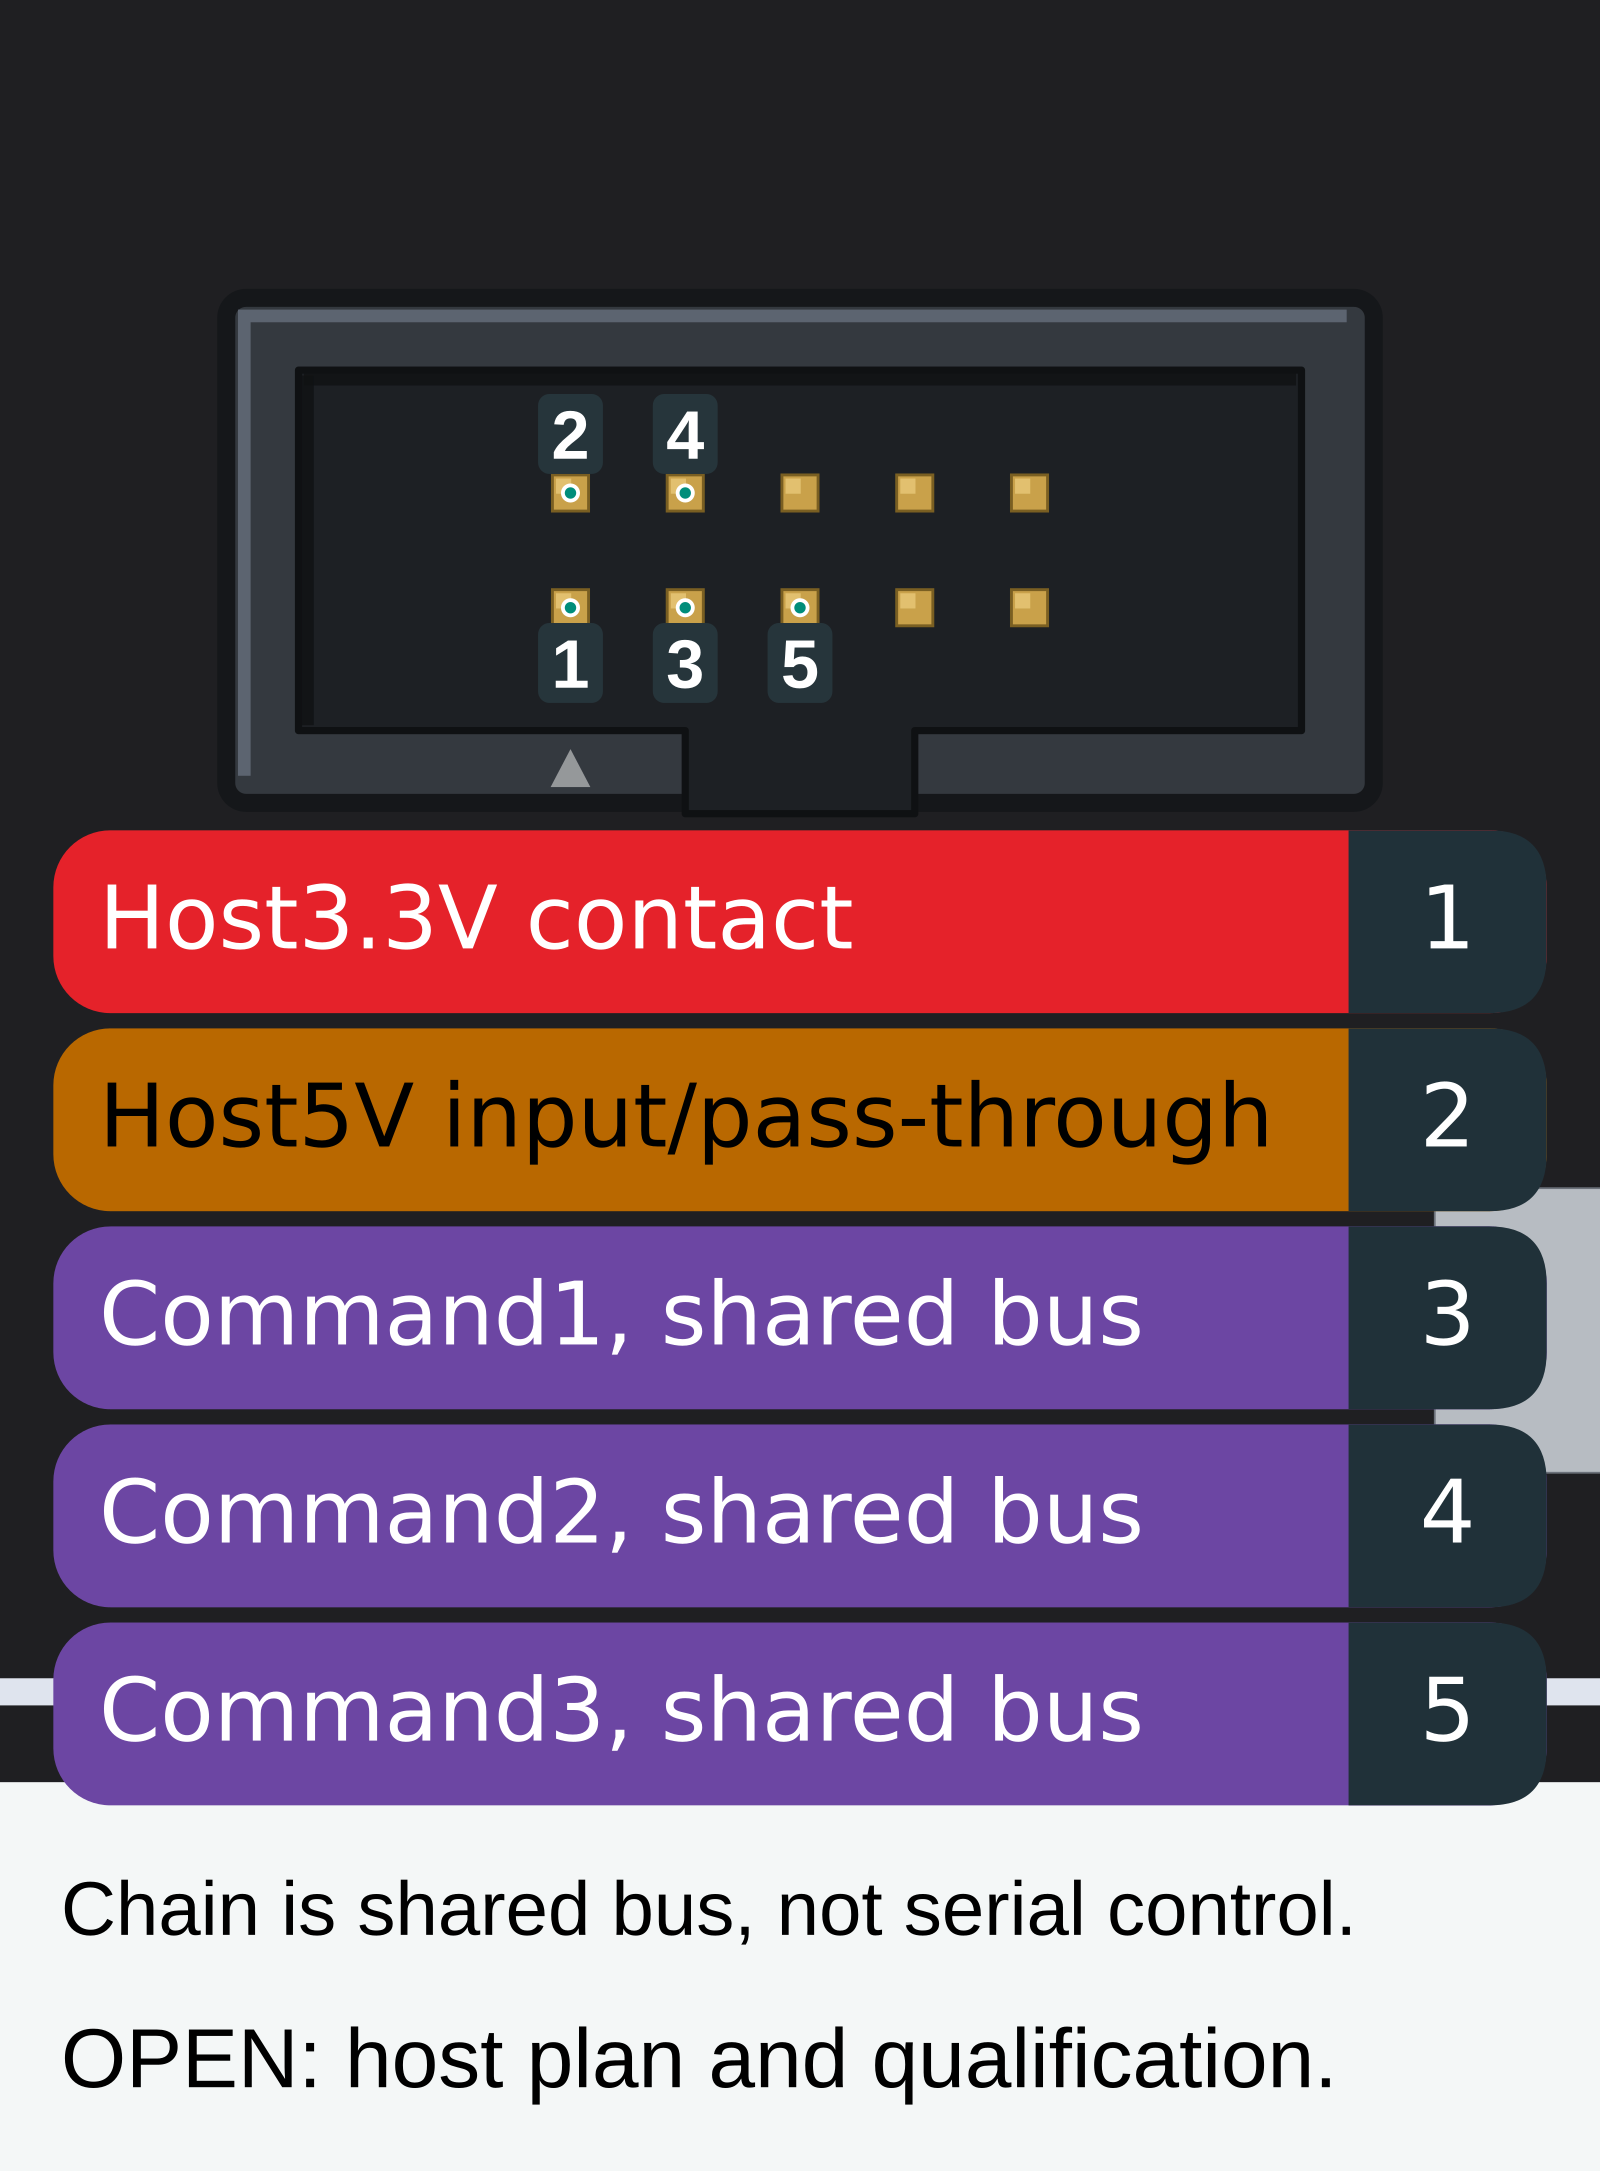 2 4
1 3 5
Host3.3V contact 1
Host5V input/pass-through 2
Command1, shared bus 3
Command2, shared bus 4
Command3, shared bus 5
Chain is shared bus, not serial control.
OPEN: host plan and qualification.